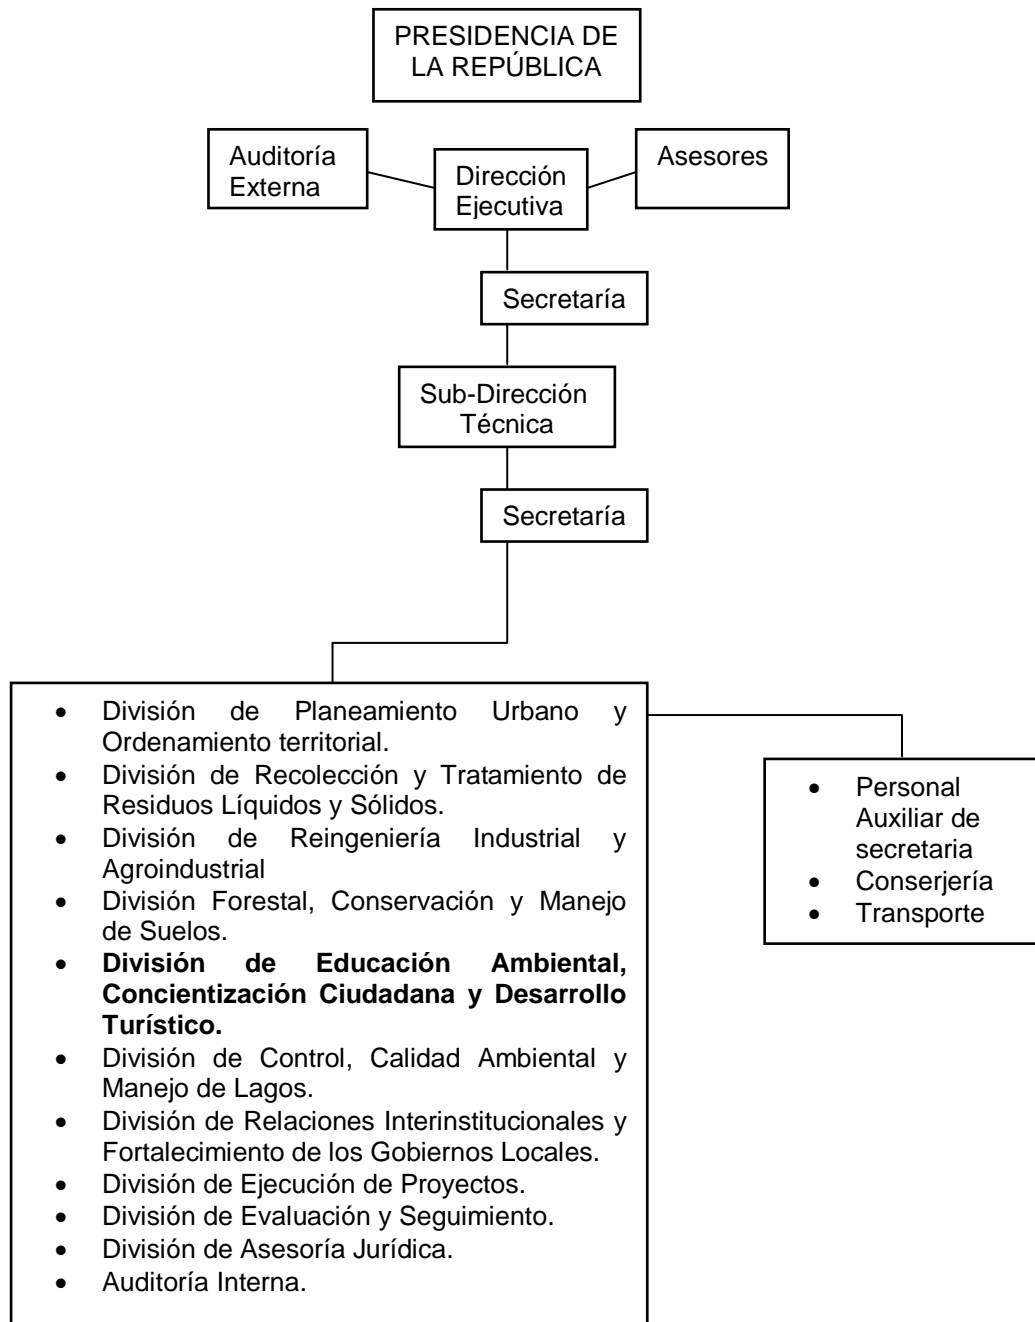 PRESIDENCIA DE
LA REPÚBLICA
Auditoría
Externa
Dirección
Ejecutiva
Asesores
Secretaría
Sub-Dirección
Técnica
Secretaría
• División de Planeamiento Urbano y
Ordenamiento territorial.
• División de Recolección y Tratamiento de
Residuos Líquidos y Sólidos.
• División de Reingeniería Industrial y
Agroindustrial
• División Forestal, Conservación y Manejo
de Suelos.
• División de Educación Ambiental,
Concientización Ciudadana y Desarrollo
Turístico.
• División de Control, Calidad Ambiental y
Manejo de Lagos.
• División de Relaciones Interinstitucionales y
Fortalecimiento de los Gobiernos Locales.
• División de Ejecución de Proyectos.
• División de Evaluación y Seguimiento.
• División de Asesoría Jurídica.
• Auditoría Interna.
• Personal
Auxiliar de
secretaria
• Conserjería
• Transporte